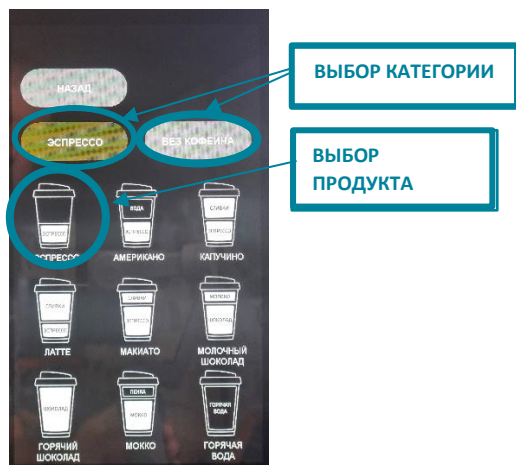 НАЗАД
ВЫБОР КАТЕГОРИИ
ЭСПРЕССО
БЕЗ КОФЕИНА
ВЫБОР
ПРОДУКТА
ВОДА
СЛИВКИ
ЭСПРЕССО
ЭСПРЕССО
ЭСПРЕССО
ЭСПРЕССО
АМЕРИКАНО
КАПУЧИНО
СЛИВКИ
СЛИВКИ
МОЛОКО
ЭСПРЕССО
ЭСПРЕССО
ШОКОЛАД
ЛАТТЕ
МАКИАТО
МОЛОЧНЫЙ
ШОКОЛАД
ПЕНКА
ШОКОЛАД
МОККО
ГОРЯЧАЯ
ВОДА
ГОРЯЧИЙ
ШОКОЛАД
МОККО
ГОРЯЧАЯ
ВОДА